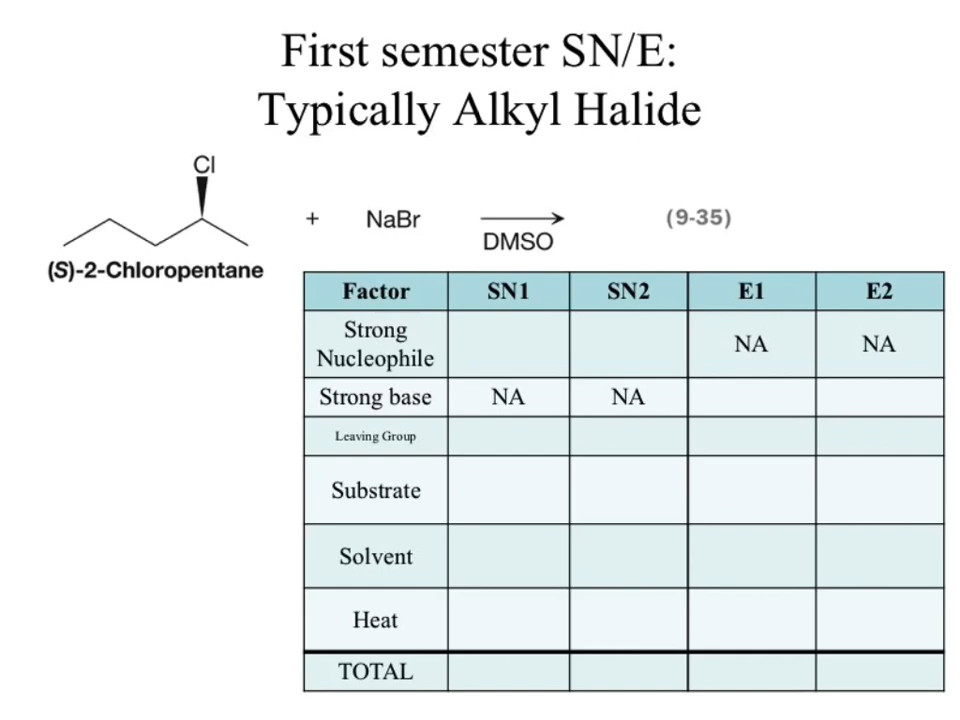 First semester SN/E:
Typically Alkyl Halide
Cl
+ NaBr DMSO (9-35)
(S)-2-Chloropentane
Factor SN1 SN2 E1 E2
Strong
Nucleophile NA NA
Strong base NA NA
Leaving Group
Substrate
Solvent
Heat
TOTAL